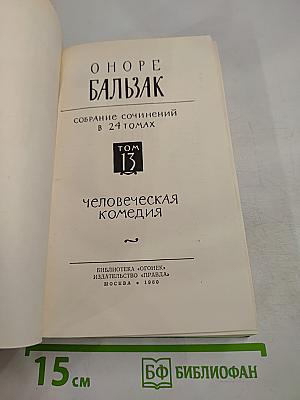 ОНОРЕ
БАЛЬЗАК
СОБРАНИЕ СОЧИНЕНИЙ
В 24 ТОМАХ
ТОМ
13
ЧЕЛОВЕЧЕСКАЯ
КОМЕДИЯ
БИБЛИОТЕКА «ОГОНЕК»
ИЗДАТЕЛЬСТВО «ПРАВДА»
МОСКВА • 1960
15 см
БФ БИБЛИОФАН